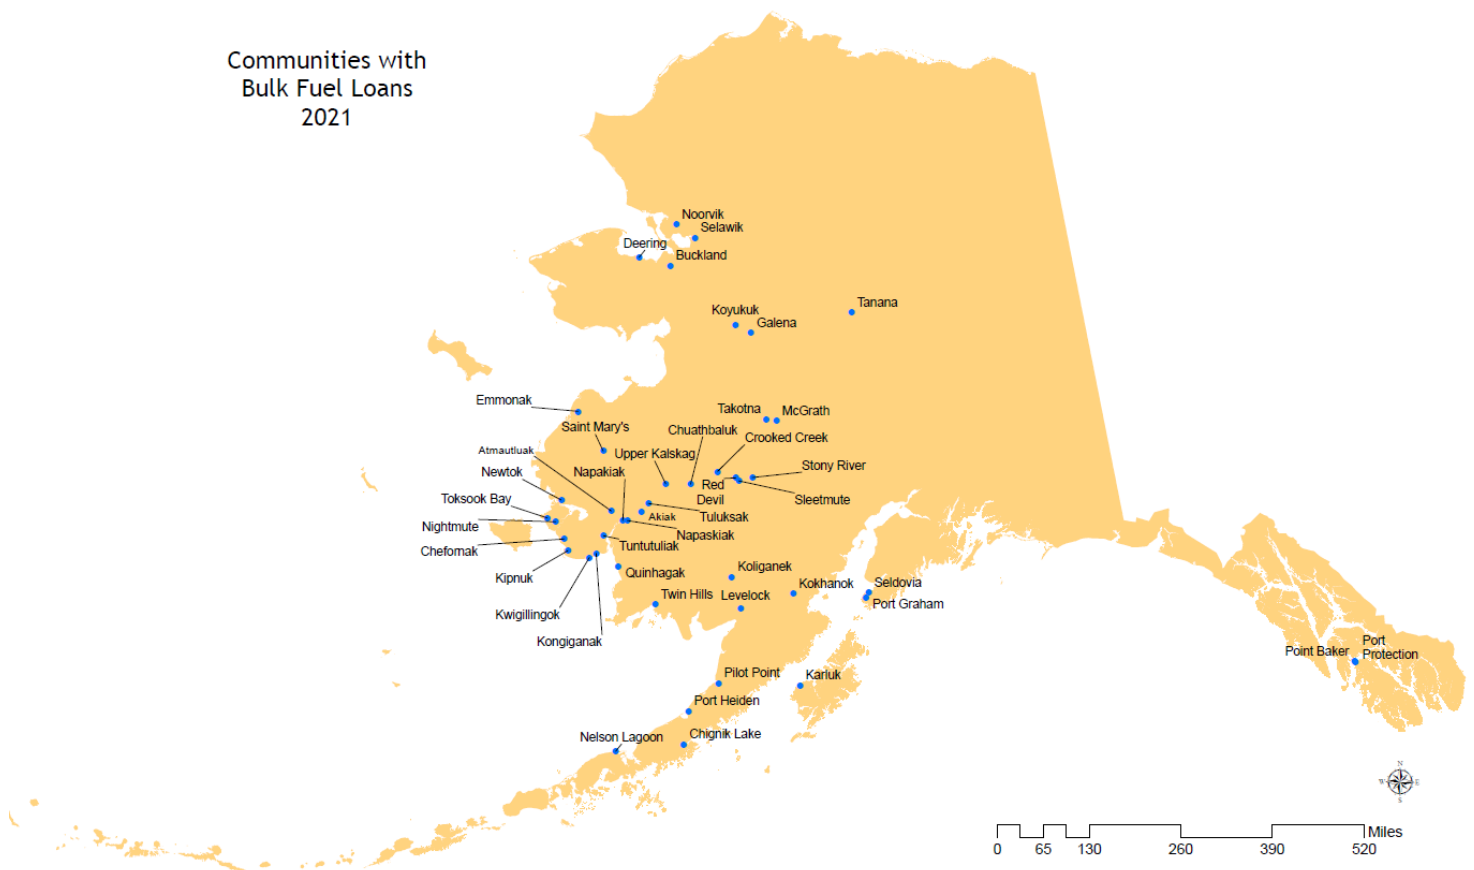 Communities with
Bulk Fuel Loans
2021
Noorvik
Selawik
Deering
Buckland
Tanana
Koyukuk
Galena
Emmonak
Takotna
McGrath
Saint Mary's
Chuathbaluk
Crooked Creek
Atmautluak
Upper Kalskag
Stony River
Newtok
Napakiak
Red
Devil
Sleetmute
Toksook Bay
Akiak
Tuluksak
Nightmute
Napaskiak
Chefornak
Tuntutuliak
Kipnuk
Quinhagak
Koliganek
Kokhanok
Seldovia
Twin Hills
Levelock
Port Graham
Kwigillingok
Kongiganak
Port
Protection
Point Baker
Pilot Point
Karluk
Port Heiden
Nelson Lagoon
Chignik Lake
N
W
E
S
Miles
0 65 130 260 390 520